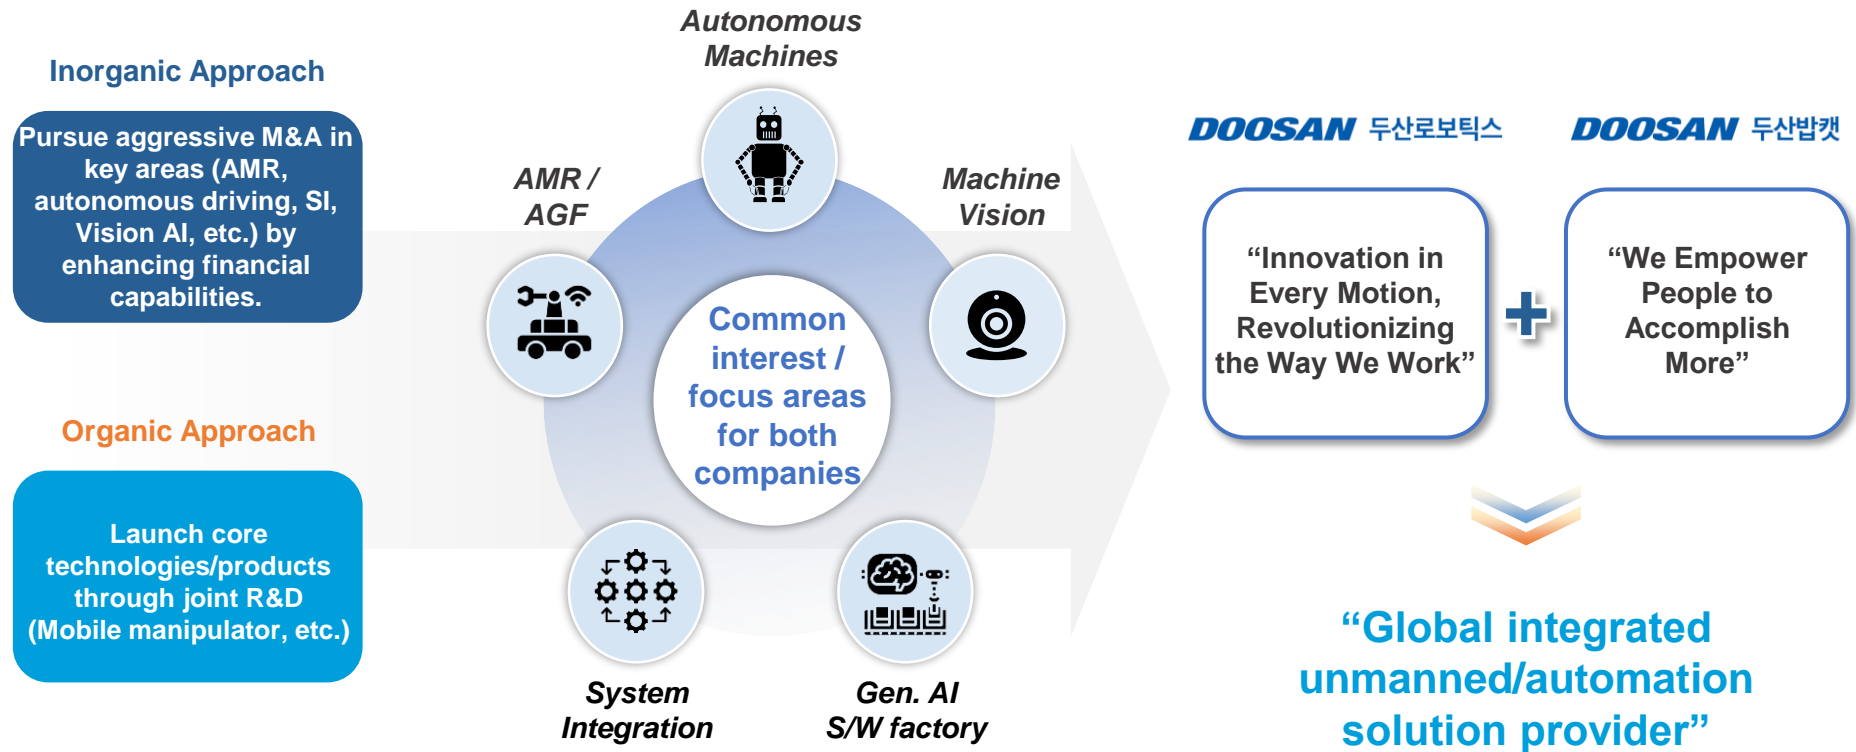 Inorganic Approach
Pursue aggressive M&A in
key areas (AMR,
autonomous driving, SI,
Vision AI, etc.) by
enhancing financial
capabilities.
Organic Approach
Launch core
technologies/products
through joint R&D
(Mobile manipulator, etc.)
Autonomous
Machines
AMR /
AGF
Machine
Vision
Common
interest /
focus areas
for both
companies
System
Integration
Gen. AI
S/W factory
DOOSAN 두산로보틱스
“Innovation in
Every Motion,
Revolutionizing
the Way We Work”
DOOSAN 두산밥캣
“We Empower
People to
Accomplish
More”
“Global integrated
unmanned/automation
solution provider”